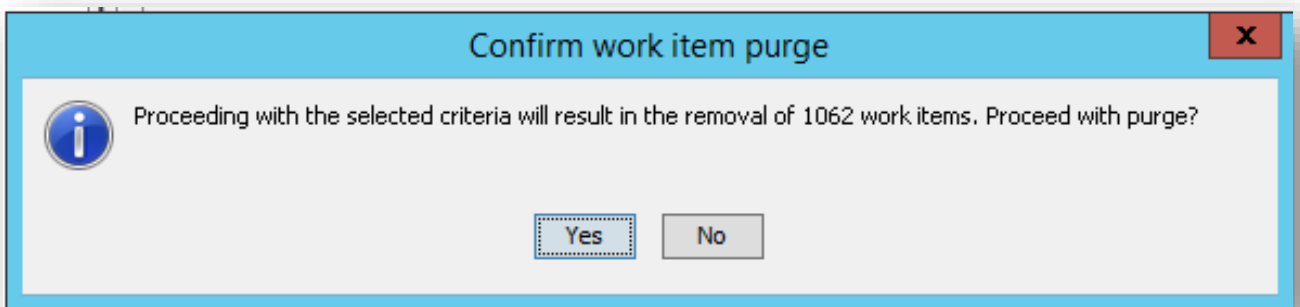 Confirm work item purge
x
Proceeding with the selected criteria will result in the removal of 1062 work items. Proceed with purge?
Yes No